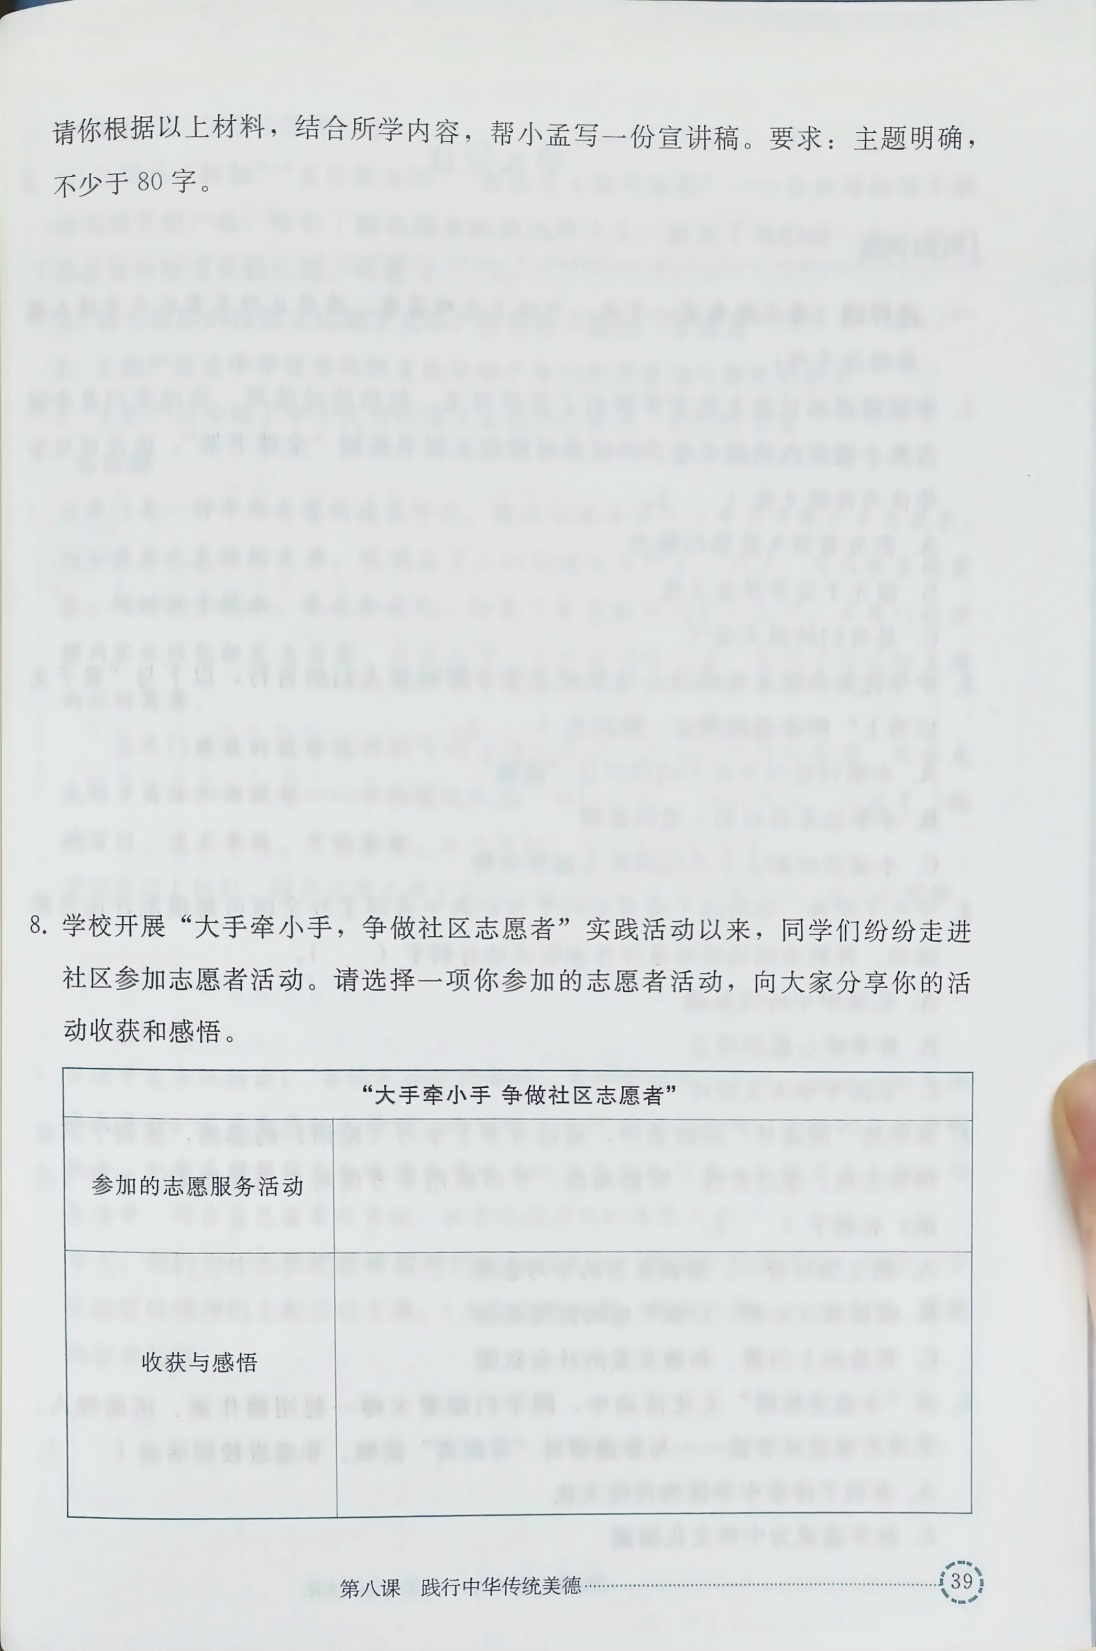 请你根据以上材料，结合所学内容，帮小孟写一份宣讲稿。要求：主题明确，
不少于 80 字。
8. 学校开展“大手牵小手，争做社区志愿者”实践活动以来，同学们纷纷走进
社区参加志愿者活动。请选择一项你参加的志愿者活动，向大家分享你的活
动收获和感悟。
“大手牵小手 争做社区志愿者”
参加的志愿服务活动
收获与感悟
第八课 践行中华传统美德 39